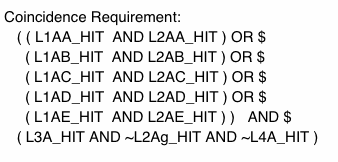 Coincidence Requirement:
( ( L1AA_HIT AND L2AA_HIT ) OR $
( L1AB_HIT AND L2AB_HIT ) OR $
( L1AC_HIT AND L2AC_HIT ) OR $
( L1AD_HIT AND L2AD_HIT ) OR $
( L1AE_HIT AND L2AE_HIT ) ) AND $
( L3A_HIT AND ~L2Ag_HIT AND ~L4A_HIT )